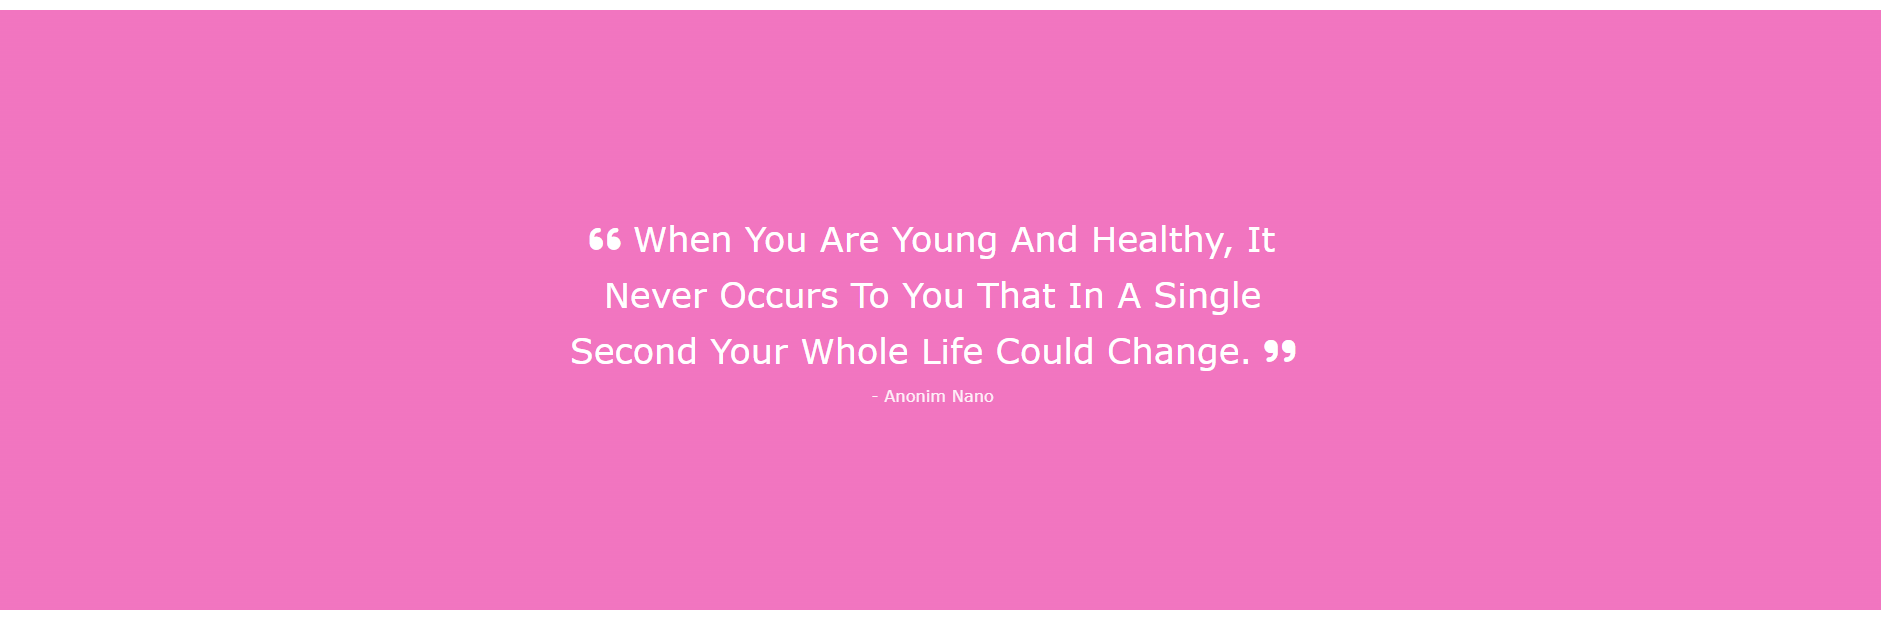 ❝ When You Are Young And Healthy, It
Never Occurs To You That In A Single
Second Your Whole Life Could Change. ❞
- Anonim Nano